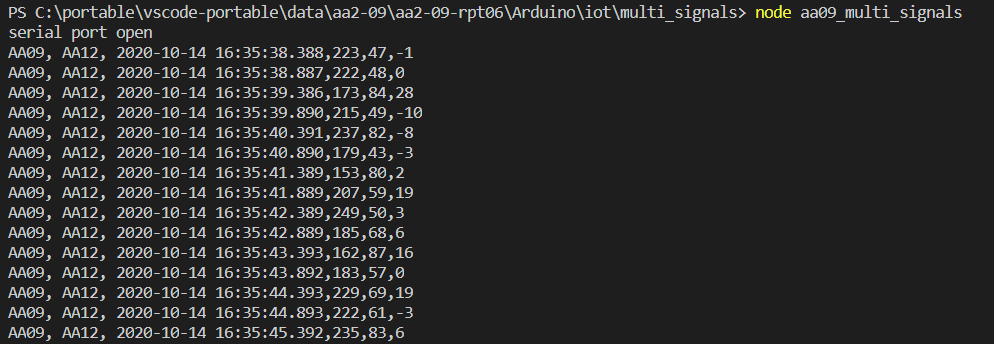 PS C:\portable\vscode-portable\data\aa2-09\aa2-09-rpt06\Arduino\iot\multi_signals> node aa09_multi_signals
serial port open
AA09, AA12, 2020-10-14 16:35:38.388,223,47,-1
AA09, AA12, 2020-10-14 16:35:38.887,222,48,0
AA09, AA12, 2020-10-14 16:35:39.386,173,84,28
AA09, AA12, 2020-10-14 16:35:39.890,215,49,-10
AA09, AA12, 2020-10-14 16:35:40.391,237,82,-8
AA09, AA12, 2020-10-14 16:35:40.890,179,43,-3
AA09, AA12, 2020-10-14 16:35:41.389,153,80,2
AA09, AA12, 2020-10-14 16:35:41.889,207,59,19
AA09, AA12, 2020-10-14 16:35:42.389,249,50,3
AA09, AA12, 2020-10-14 16:35:42.889,185,68,6
AA09, AA12, 2020-10-14 16:35:43.393,162,87,16
AA09, AA12, 2020-10-14 16:35:43.892,183,57,0
AA09, AA12, 2020-10-14 16:35:44.393,229,69,19
AA09, AA12, 2020-10-14 16:35:44.893,222,61,-3
AA09, AA12, 2020-10-14 16:35:45.392,235,83,6